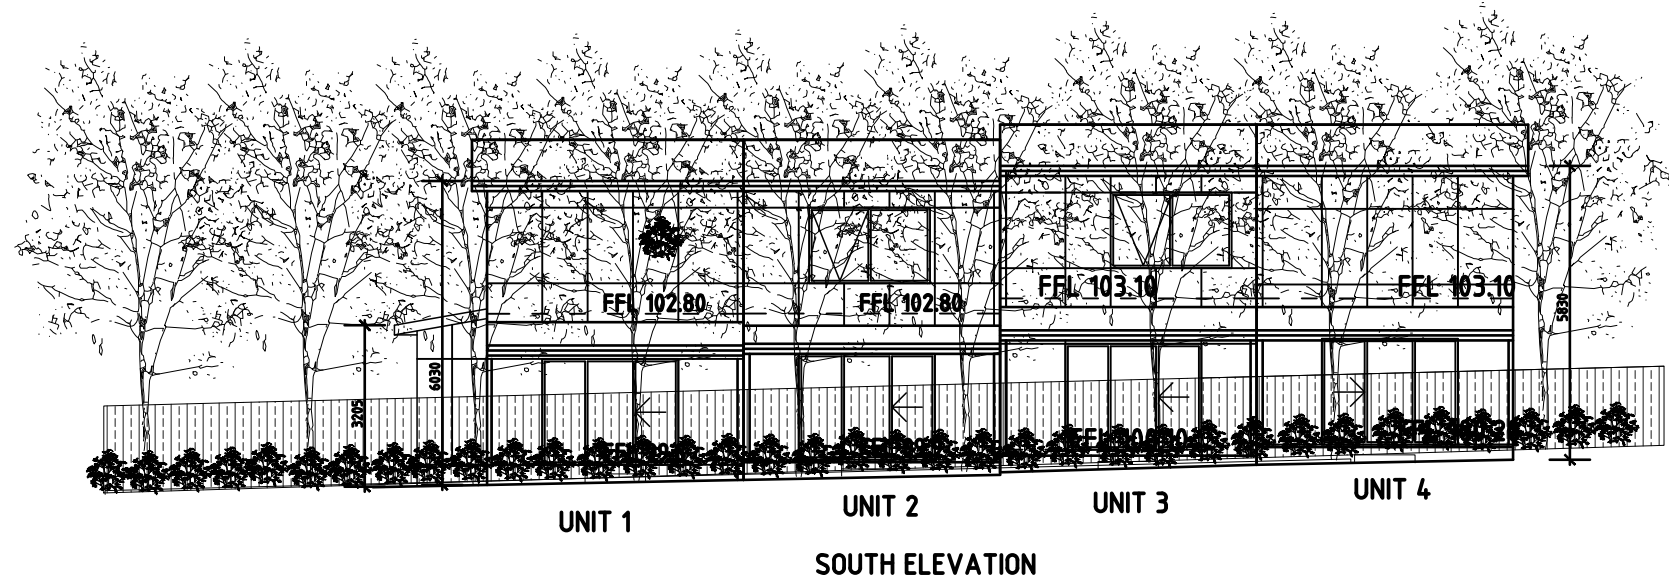 FFL 103.10
FFL 103.10
FFL 102.80
FFL 102.80
5830
6030
3205
UNIT 1
UNIT 2
UNIT 3
UNIT 4
SOUTH ELEVATION